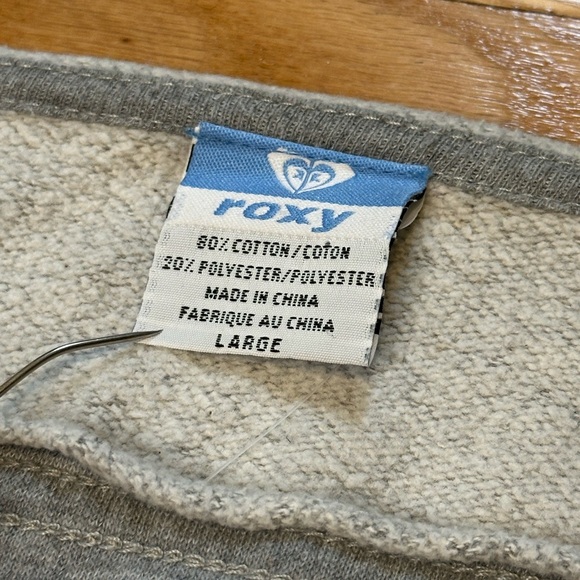 roxy
80% COTTON/COTON
20% POLYESTER/POLYESTER
MADE IN CHINA
FABRIQUE AU CHINA
LARGE